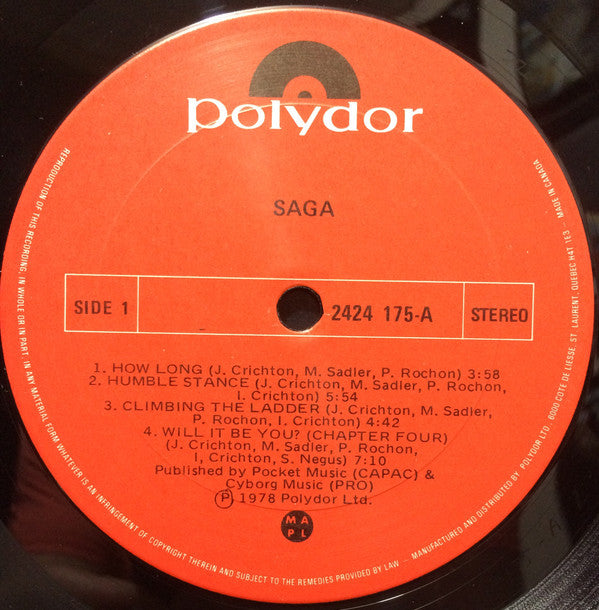 polydor
SAGA
SIDE 1
2424 175-A
STEREO
1. HOW LONG (J. Crichton, M. Sadler, P. Rochon) 3:58
2. HUMBLE STANCE (J. Crichton, M. Sadler, P. Rochon,
I. Crichton) 5:54
3. CLIMBING THE LADDER (J. Crichton, M. Sadler,
P. Rochon, I. Crichton) 4:42
4. WILL IT BE YOU? (CHAPTER FOUR)
(J. Crichton, M. Sadler, P. Rochon,
I, Crichton, S. Negus) 7:10
Published by Pocket Music (CAPAC) &
Cyborg Music (PRO)
℗ 1978 Polydor Ltd.
M A
P L
REPRODUCTION OF THIS RECORDING, IN WHOLE OR IN PART, IN ANY MATERIAL FORM WHATEVER IS AN INFRINGEMENT OF COPYRIGHT THEREIN AND SUBJECT TO THE REMEDIES PROVIDED BY LAW – MANUFACTURED AND DISTRIBUTED BY POLYDOR LTD. 6000 COTE DE LIESSE, ST. LAURENT, QUEBEC H4T 1E3 – MADE IN CANADA